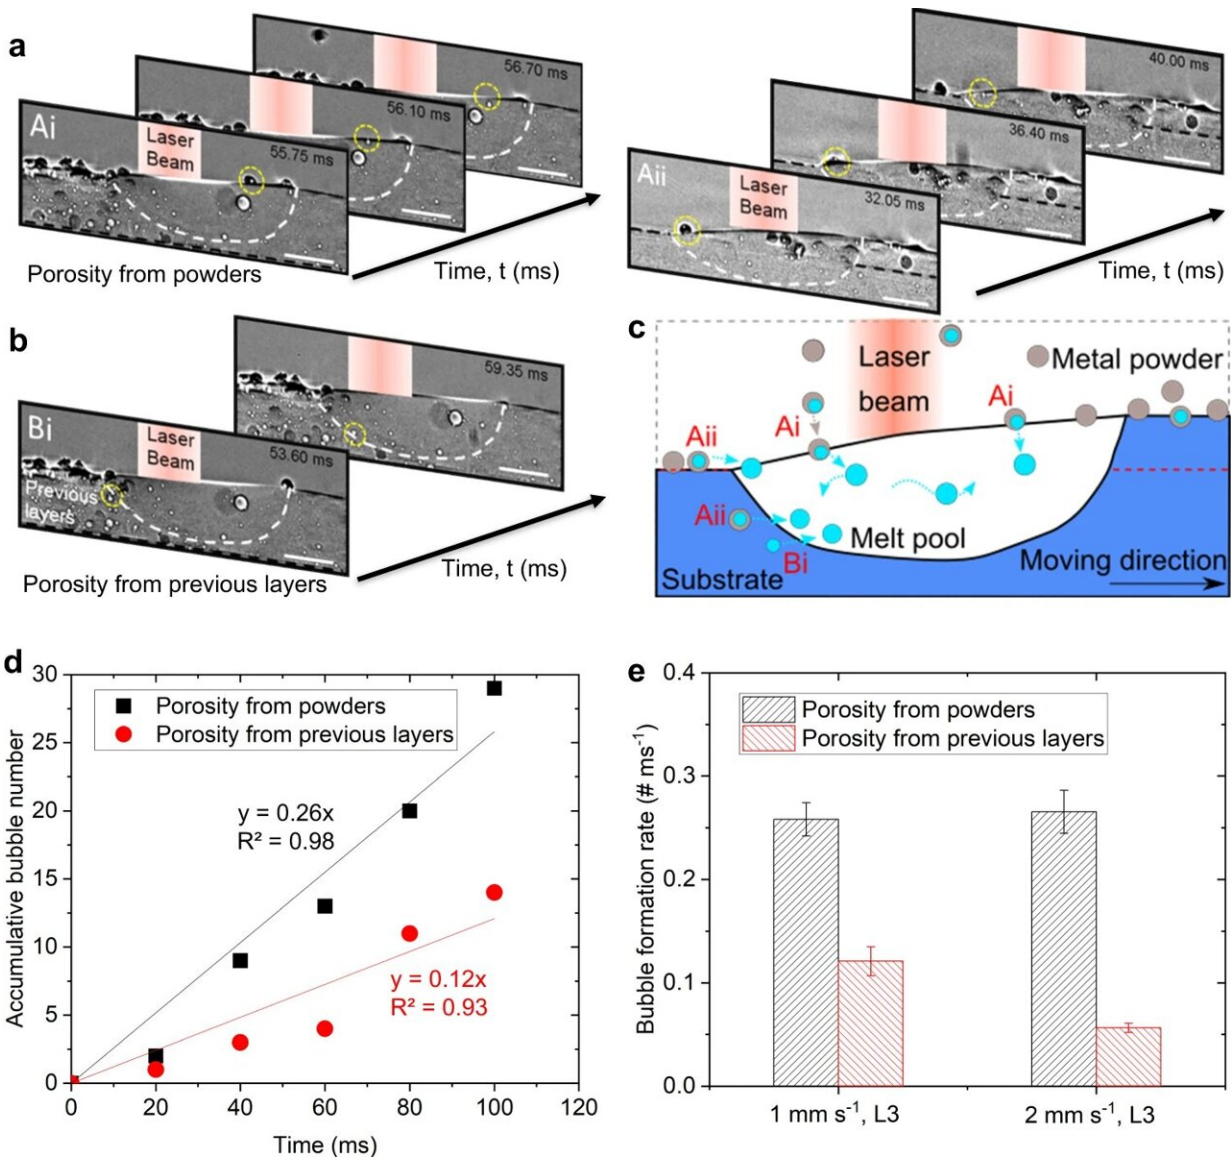 a
Ai
Laser
Beam
55.75 ms
56.10 ms
56.70 ms
Porosity from powders
Time, t (ms)
Aii
Laser
Beam
32.05 ms
36.40 ms
40.00 ms
Time, t (ms)
b
Bi
Laser
Beam
53.60 ms
59.35 ms
Previous
layers
Porosity from previous layers
Time, t (ms)
c
Laser
beam
Metal powder
Ai
Ai
Aii
Aii
Bi
Melt pool
Substrate
Moving direction
d
Accumulative bubble number
30
25
20
15
10
5
0
Porosity from powders
Porosity from previous layers
y = 0.26x
R² = 0.98
y = 0.12x
R² = 0.93
0 20 40 60 80 100 120
Time (ms)
e
Bubble formation rate (# ms⁻¹)
0.4
0.3
0.2
0.1
0.0
Porosity from powders
Porosity from previous layers
1 mm s⁻¹, L3
2 mm s⁻¹, L3